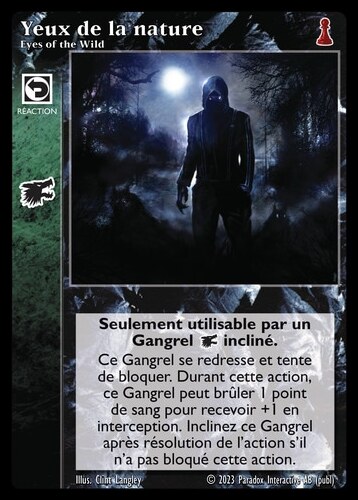 Yeux de la nature
Eyes of the Wild
REACTION
Seulement utilisable par un
Gangrel incliné.
Ce Gangrel se redresse et tente
de bloquer. Durant cette action,
ce Gangrel peut brûler 1 point
de sang pour recevoir +1 en
interception. Inclinez ce Gangrel
après résolution de l'action s'il
n'a pas bloqué cette action.
Illus. Clint Langley
© 2023 Paradox Interactive AB (publ)